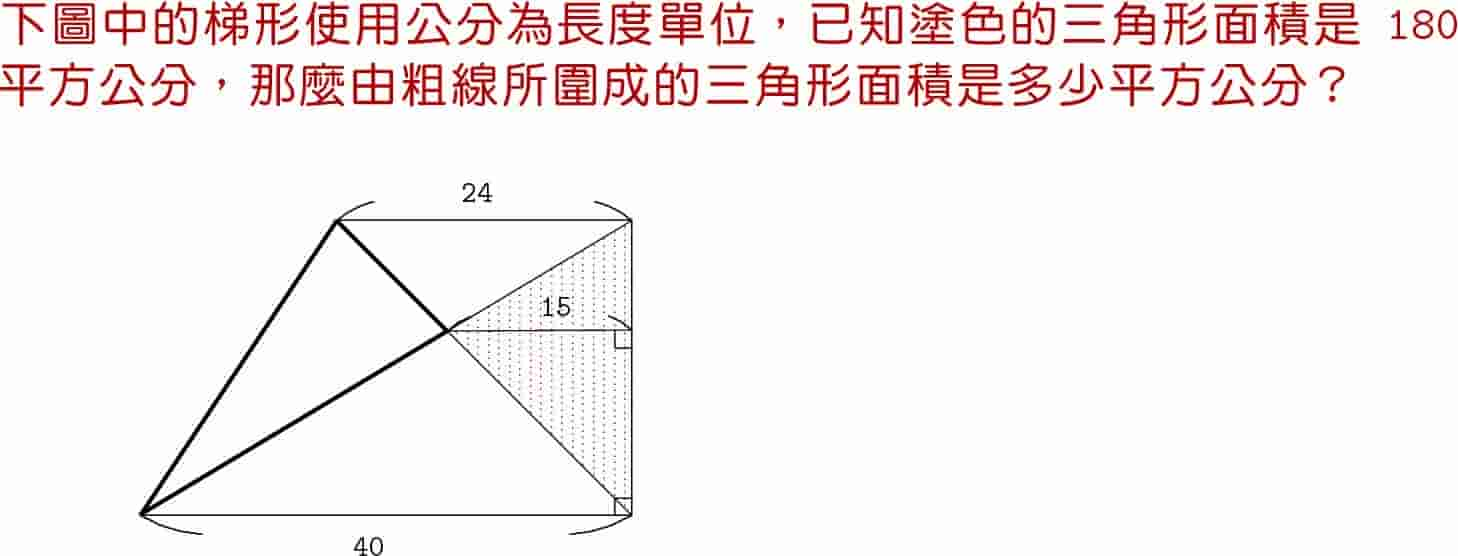 下圖中的梯形使用公分為長度單位，已知塗色的三角形面積是 180
平方公分，那麼由粗線所圍成的三角形面積是多少平方公分？
24
15
40